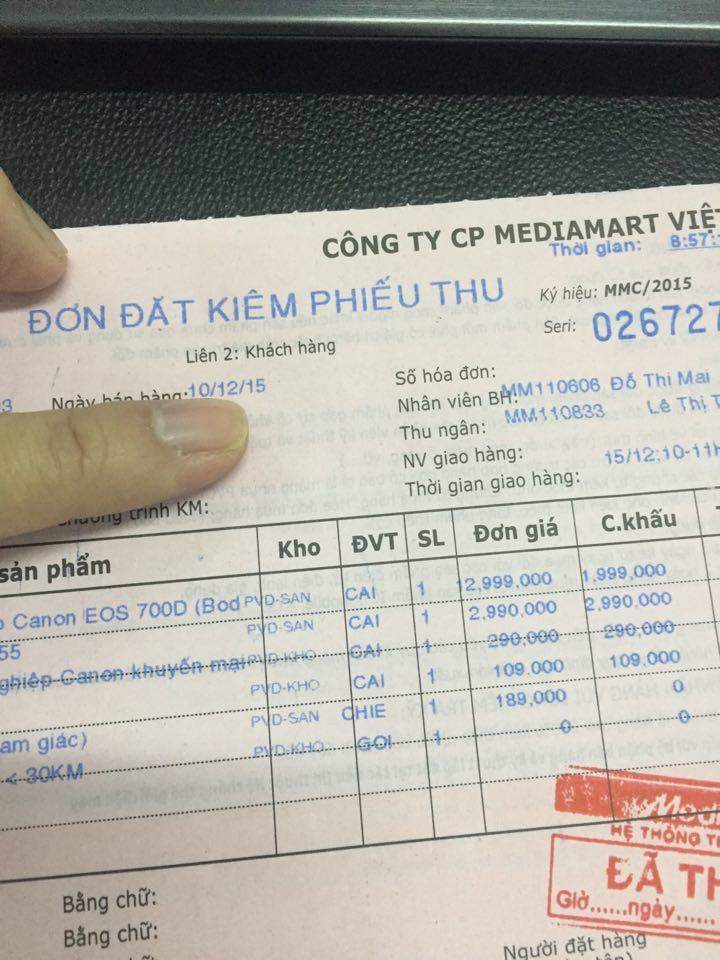 CÔNG TY CP MEDIAMART VIỆT
Thời gian: 8:57:
ĐƠN ĐẶT KIÊM PHIẾU THU
Ký hiệu: MMC/2015
Liên 2: Khách hàng
Seri: 026727
3 Ngày bán hàng: 10/12/15
Số hóa đơn:
Nhân viên BH: MM110606 Đỗ Thị Mai
Thu ngân: MM110833 Lê Thị T
NV giao hàng:
Thời gian giao hàng: 15/12:10-11H
Chương trình KM:
sản phẩm Kho ĐVT SL Đơn giá C.khấu
Canon EOS 700D (Bod PVD-SAN CAI 1 12,999,000 1,999,000
55 PVD-SAN CAI 1 2,990,000 2,990,000
nghiệp Canon khuyến mại PVD-KHO CAI 1 290,000 290,000
PVD-KHO CAI 1 109,000 109,000
am giác) PVD-SAN CHIE 1 189,000 0
< 30KM PVD-KHO GOI 1 0 0
HỆ THỐNG
ĐÃ TH
Giờ......ngày......
Bằng chữ:
Bằng chữ:
Người đặt hàng